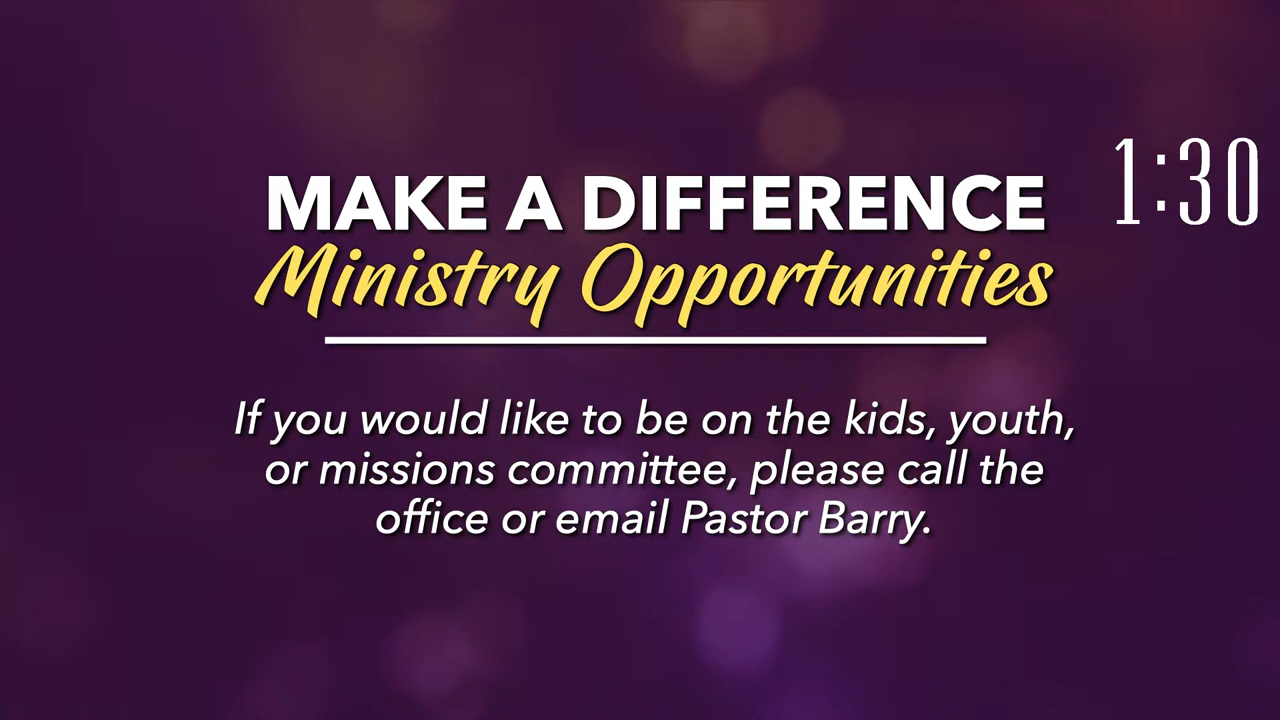 MAKE A DIFFERENCE
1:30
Ministry Opportunities
If you would like to be on the kids, youth,
or missions committee, please call the
office or email Pastor Barry.